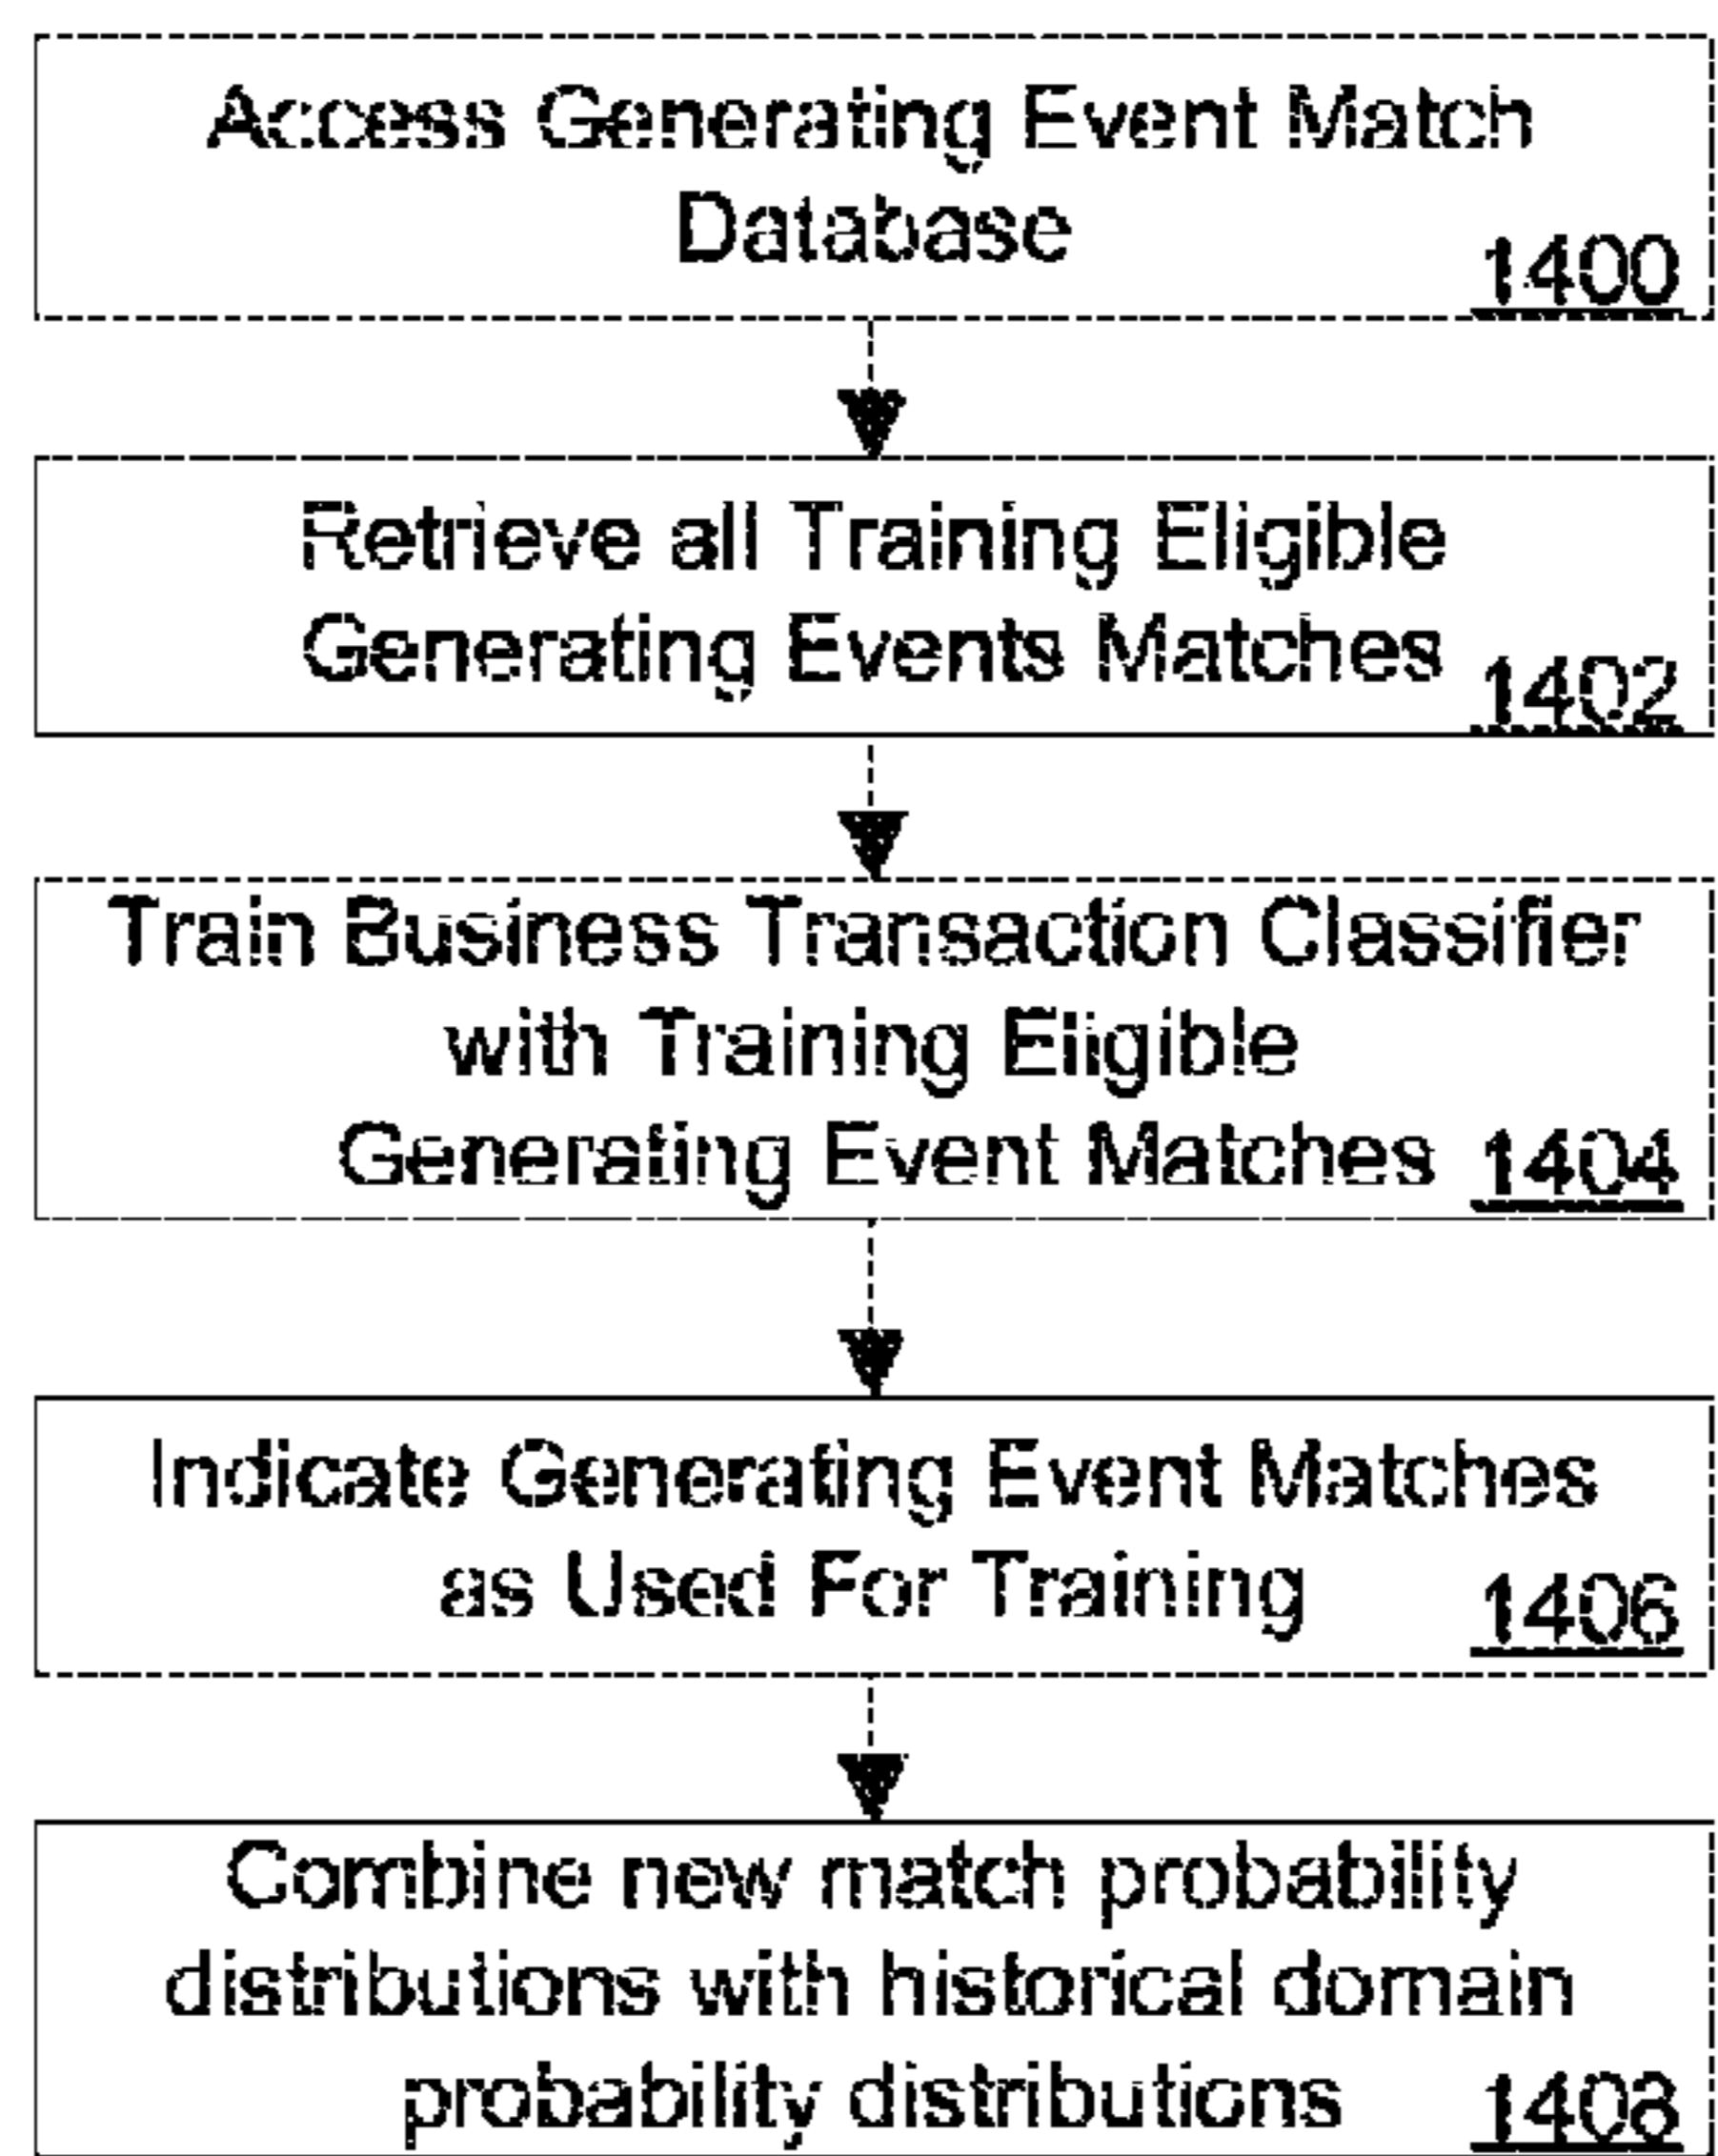 Access Generating Event Match
Database
1400
Retrieve all Training Eligible
Generating Events Matches
1402
Train Business Transaction Classifier
with Training Eligible
Generating Event Matches 1404
Indicate Generating Event Matches
as Used For Training
1406
Combine new match probability
distributions with historical domain
probability distributions 1408